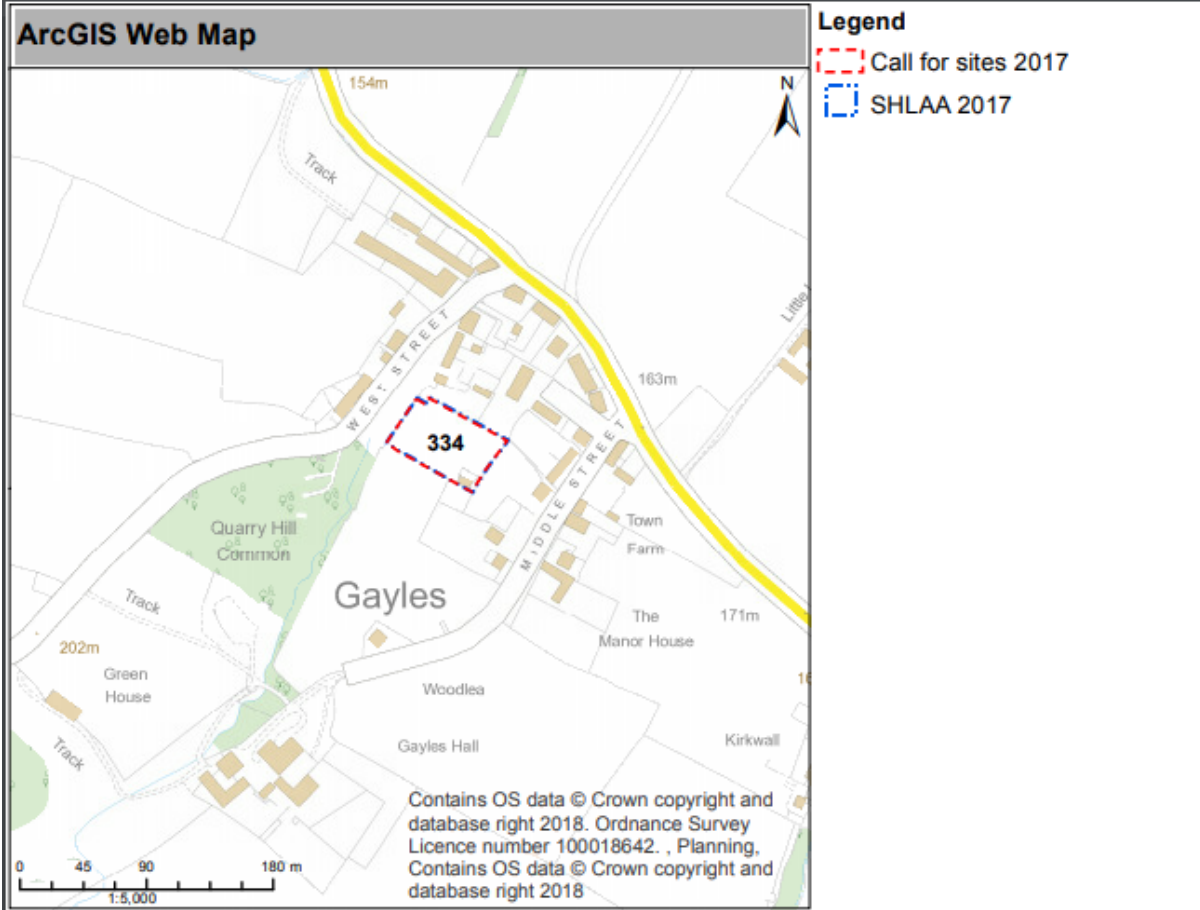 ArcGIS Web Map
Legend
Call for sites 2017
SHLAA 2017
154m
N
Track
WEST STREET
163m
334
MIDDLE STREET
Town
Farm
Quarry Hill
Common
Gayles
Track
The
Manor House
171m
202m
Green
House
Woodlea
Track
Gayles Hall
Kirkwall
Contains OS data © Crown copyright and
database right 2018. Ordnance Survey
Licence number 100018642. , Planning,
Contains OS data © Crown copyright and
database right 2018
0 45 90 180 m
1:5,000